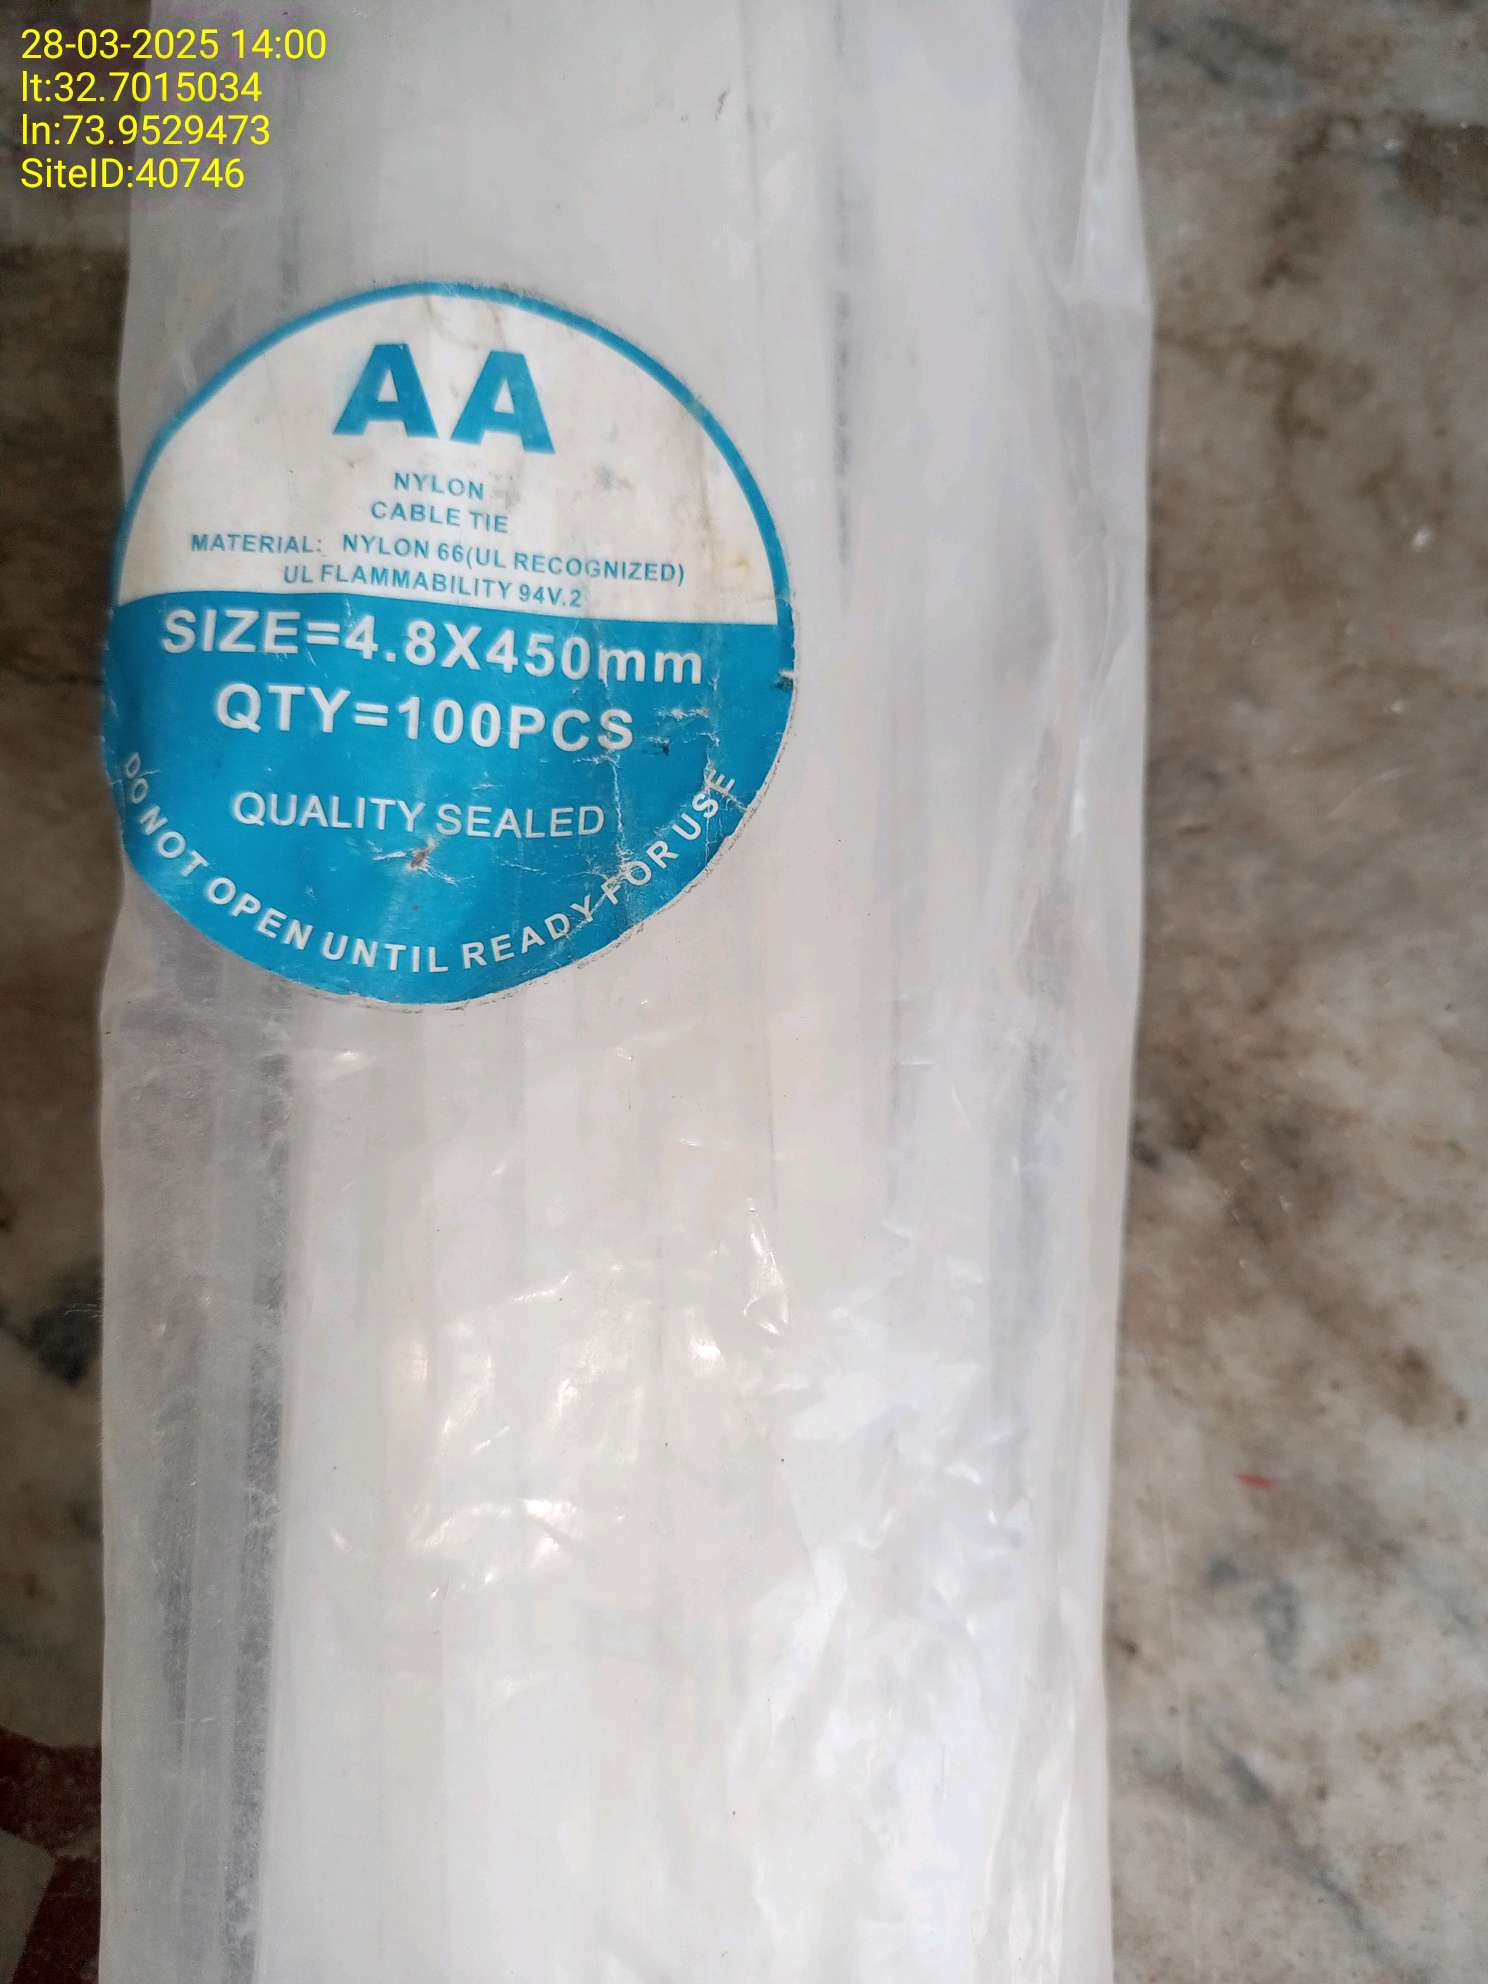 28-03-2025 14:00
lt:32.7015034
ln:73.9529473
SiteID:40746
AA
NYLON
CABLE TIE
MATERIAL: NYLON 66(UL RECOGNIZED)
UL FLAMMABILITY 94V.2
SIZE=4.8X450mm
QTY=100PCS
QUALITY SEALED
DO NOT OPEN UNTIL READY FOR USE